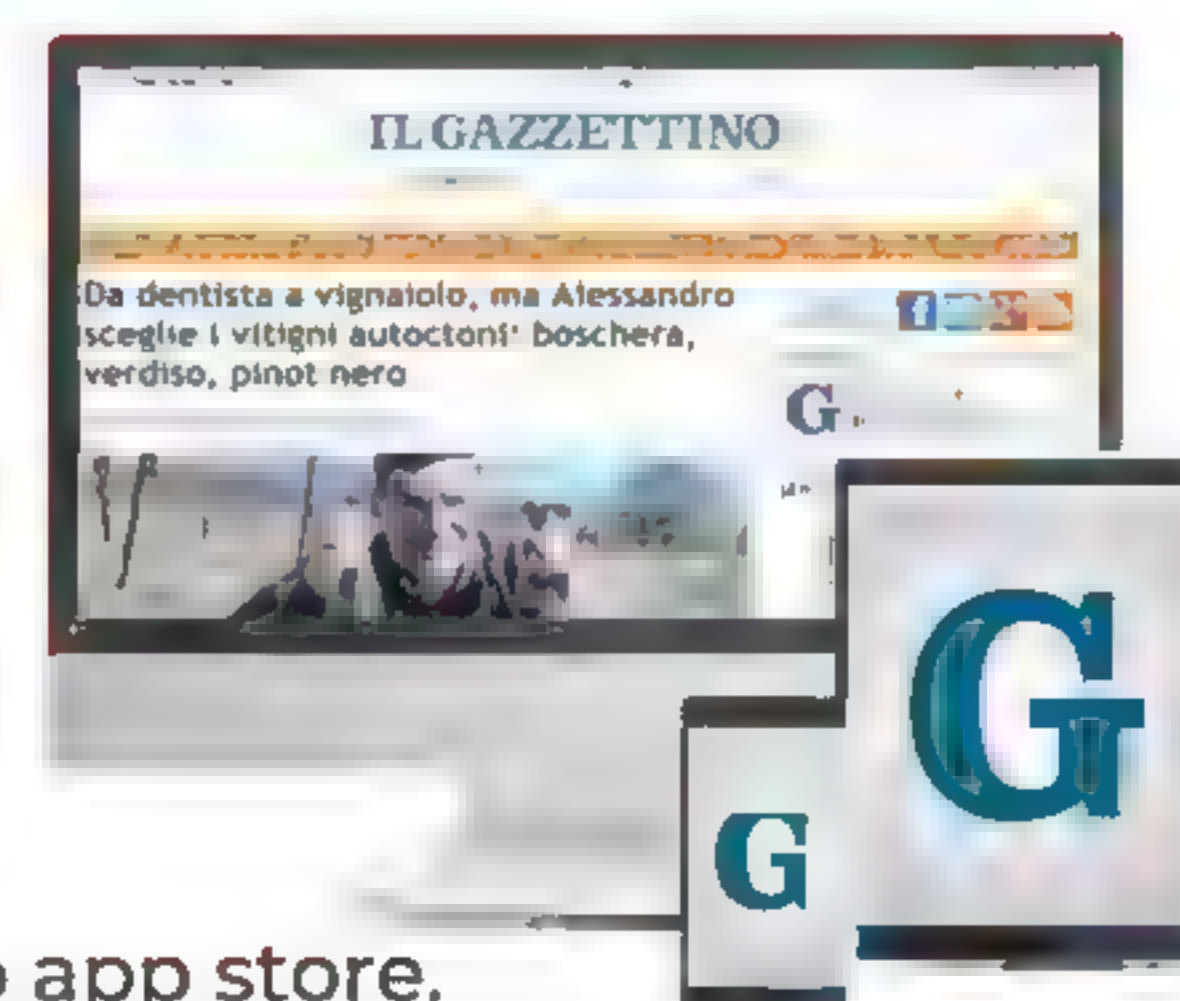 IL GAZZETTINO
Da dentista a vignaiolo, ma Alessandro
sceglie i vitigni autoctoni: boschera,
verdiso, pinot nero
f
G
G
G
app store.